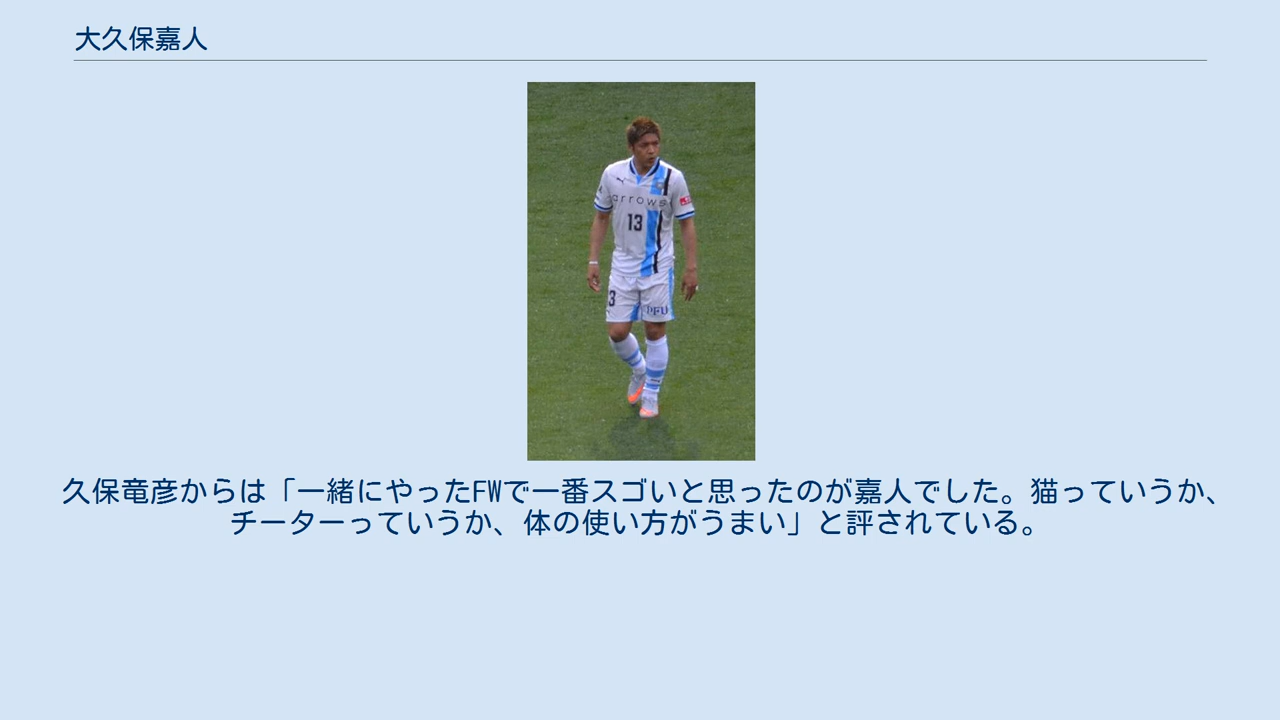 大久保嘉人
arrows
13
3
久保竜彦からは「一緒にやったFWで一番スゴいと思ったのが嘉人でした。猫っていうか、
チーターっていうか、体の使い方がうまい」と評されている。